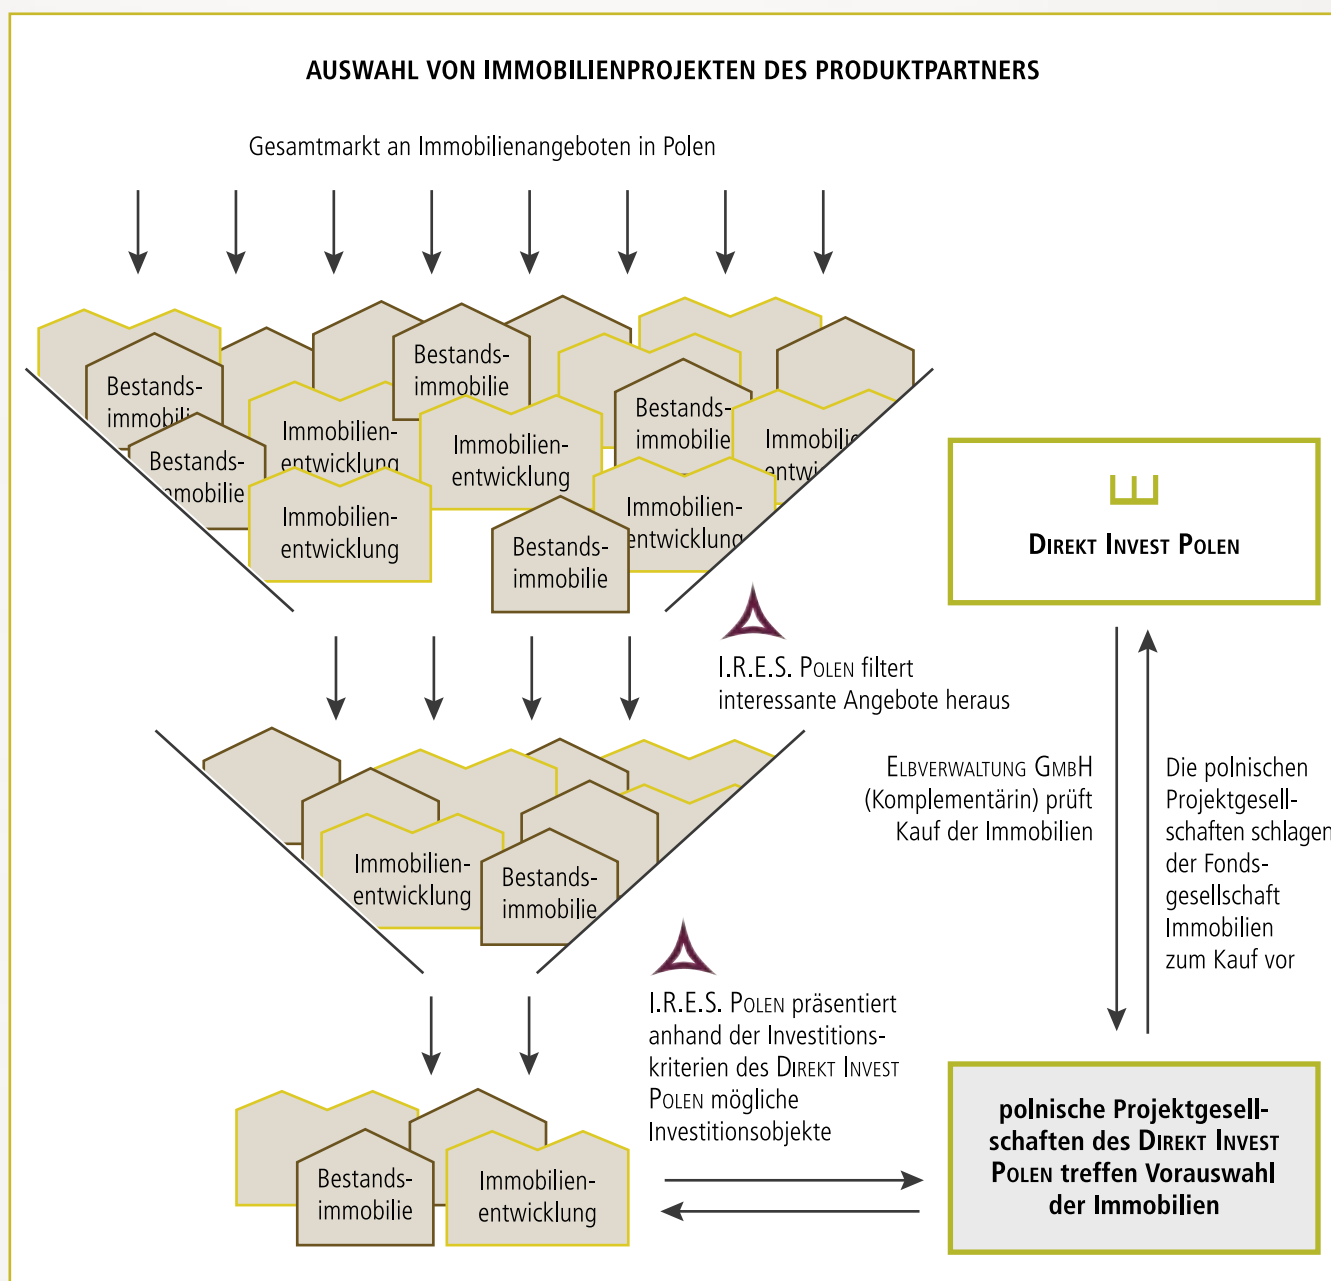 AUSWAHL VON IMMOBILIENPROJEKTEN DES PRODUKTPARTNERS
Gesamtmarkt an Immobilienangeboten in Polen
Bestands-
immobilie
Bestands-
immobilie
Bestands-
immobilie
Immobilien-
entwicklung
Immobilien-
entwicklung
Bestands-
immobilie
Immobilien-
entwicklung
Immobilien-
entwicklung
Bestands-
immobilie
Immobilien-
entwicklung
DIREKT INVEST POLEN
I.R.E.S. POLEN filtert
interessante Angebote heraus
ELBVERWALTUNG GMBH
(Komplementärin) prüft
Kauf der Immobilien
Die polnischen
Projektgesell-
schaften schlagen
der Fonds-
gesellschaft
Immobilien
zum Kauf vor
Immobilien-
entwicklung
Bestands-
immobilie
I.R.E.S. POLEN präsentiert
anhand der Investitions-
kriterien des DIREKT INVEST
POLEN mögliche
Investitionsobjekte
Bestands-
immobilie
Immobilien-
entwicklung
polnische Projektgesell-
schaften des DIREKT INVEST
POLEN treffen Vorauswahl
der Immobilien